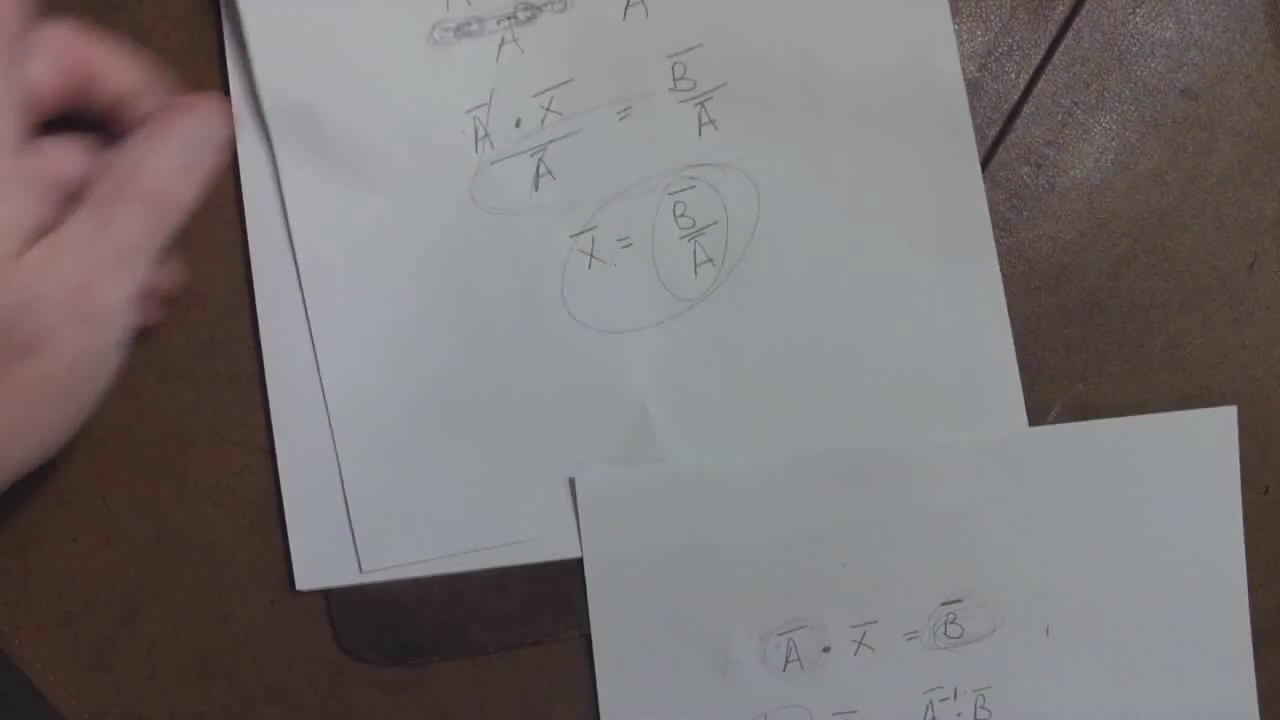 A̅ A
A̅ · X̅ / A̅ = B̅ / A̅
X̅ = B̅ / A̅
A̅ · X̅ = B̅
A̅⁻¹ · B̅